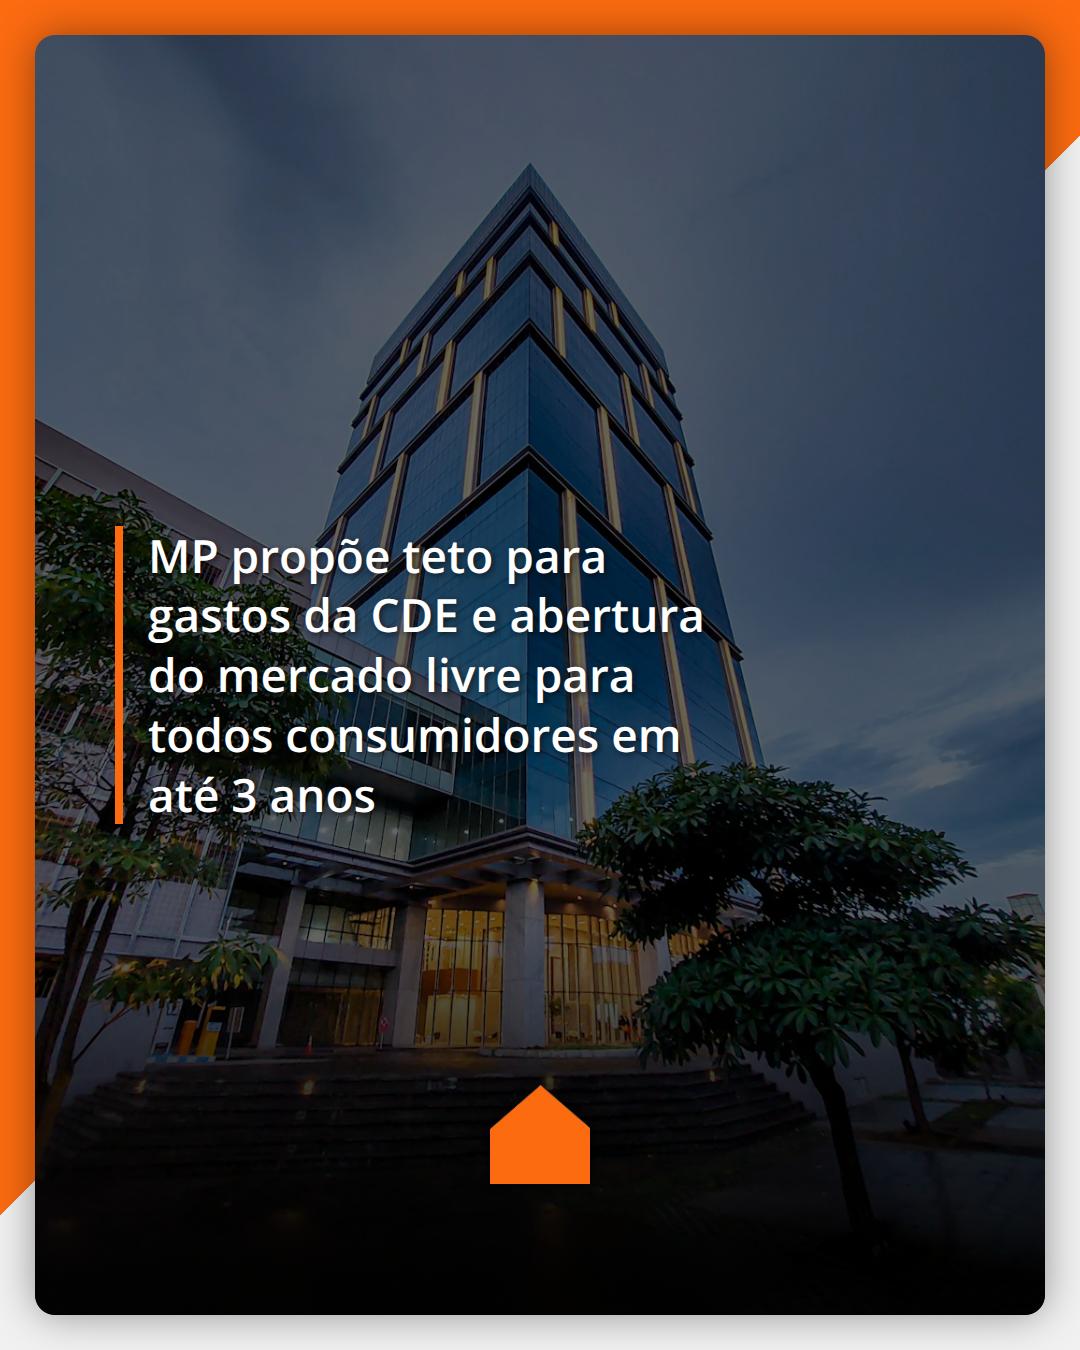 MP propõe teto para
gastos da CDE e abertura
do mercado livre para
todos consumidores em
até 3 anos